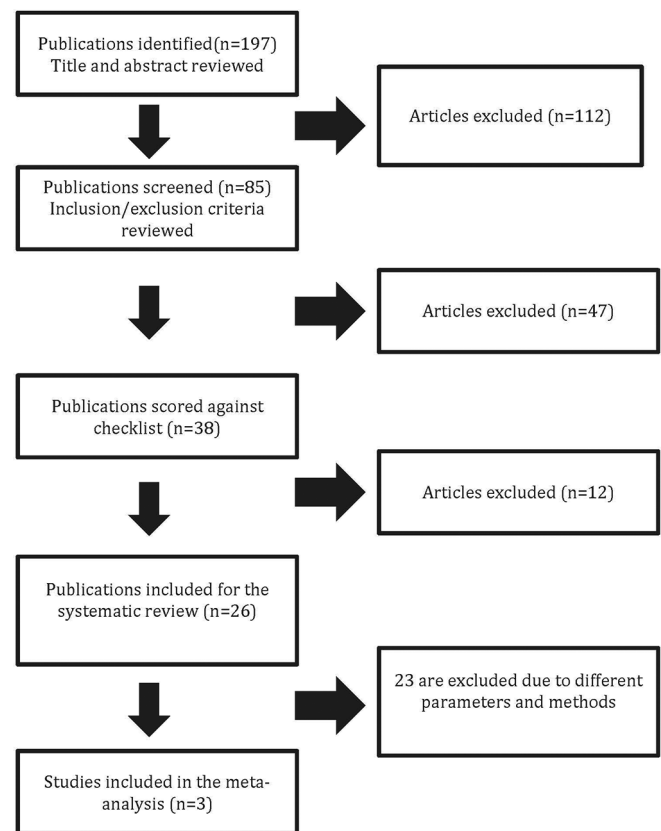 Publications identified(n=197)
Title and abstract reviewed
Articles excluded (n=112)
Publications screened (n=85)
Inclusion/exclusion criteria
reviewed
Articles excluded (n=47)
Publications scored against
checklist (n=38)
Articles excluded (n=12)
Publications included for the
systematic review (n=26)
23 are excluded due to different
parameters and methods
Studies included in the meta-
analysis (n=3)